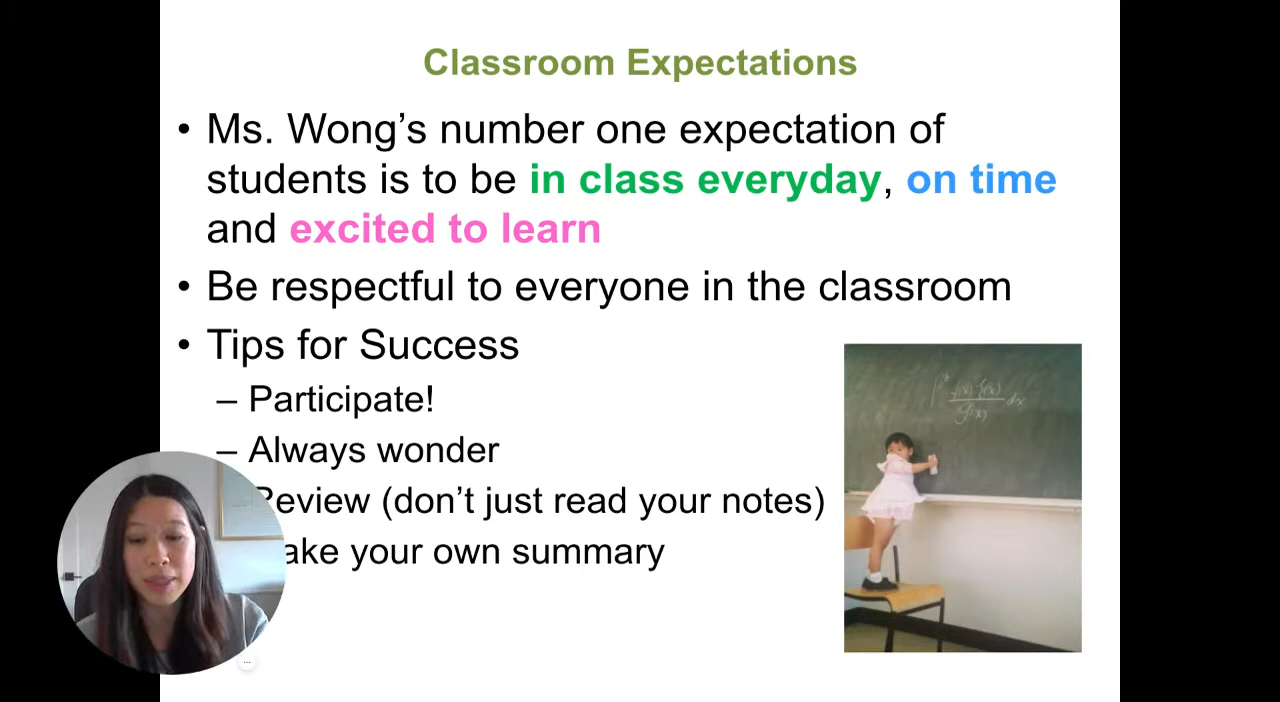 Classroom Expectations
• Ms. Wong’s number one expectation of
students is to be in class everyday, on time
and excited to learn
• Be respectful to everyone in the classroom
• Tips for Success
– Participate!
– Always wonder
Review (don’t just read your notes)
ake your own summary